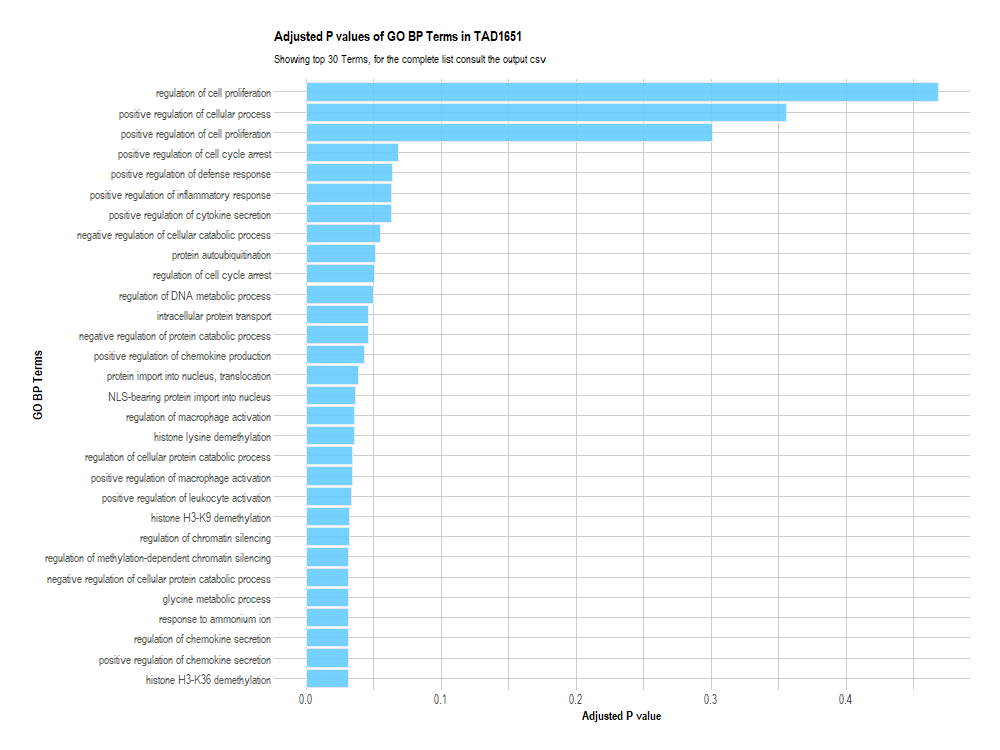 Adjusted P values of GO BP Terms in TAD1651
Showing top 30 Terms, for the complete list consult the output csv
GO BP Terms
regulation of cell proliferation
positive regulation of cellular process
positive regulation of cell proliferation
positive regulation of cell cycle arrest
positive regulation of defense response
positive regulation of inflammatory response
positive regulation of cytokine secretion
negative regulation of cellular catabolic process
protein autoubiquitination
regulation of cell cycle arrest
regulation of DNA metabolic process
intracellular protein transport
negative regulation of protein catabolic process
positive regulation of chemokine production
protein import into nucleus, translocation
NLS-bearing protein import into nucleus
regulation of macrophage activation
histone lysine demethylation
regulation of cellular protein catabolic process
positive regulation of macrophage activation
positive regulation of leukocyte activation
histone H3-K9 demethylation
regulation of chromatin silencing
regulation of methylation-dependent chromatin silencing
negative regulation of cellular protein catabolic process
glycine metabolic process
response to ammonium ion
regulation of chemokine secretion
positive regulation of chemokine secretion
histone H3-K36 demethylation
0.0 0.1 0.2 0.3 0.4
Adjusted P value